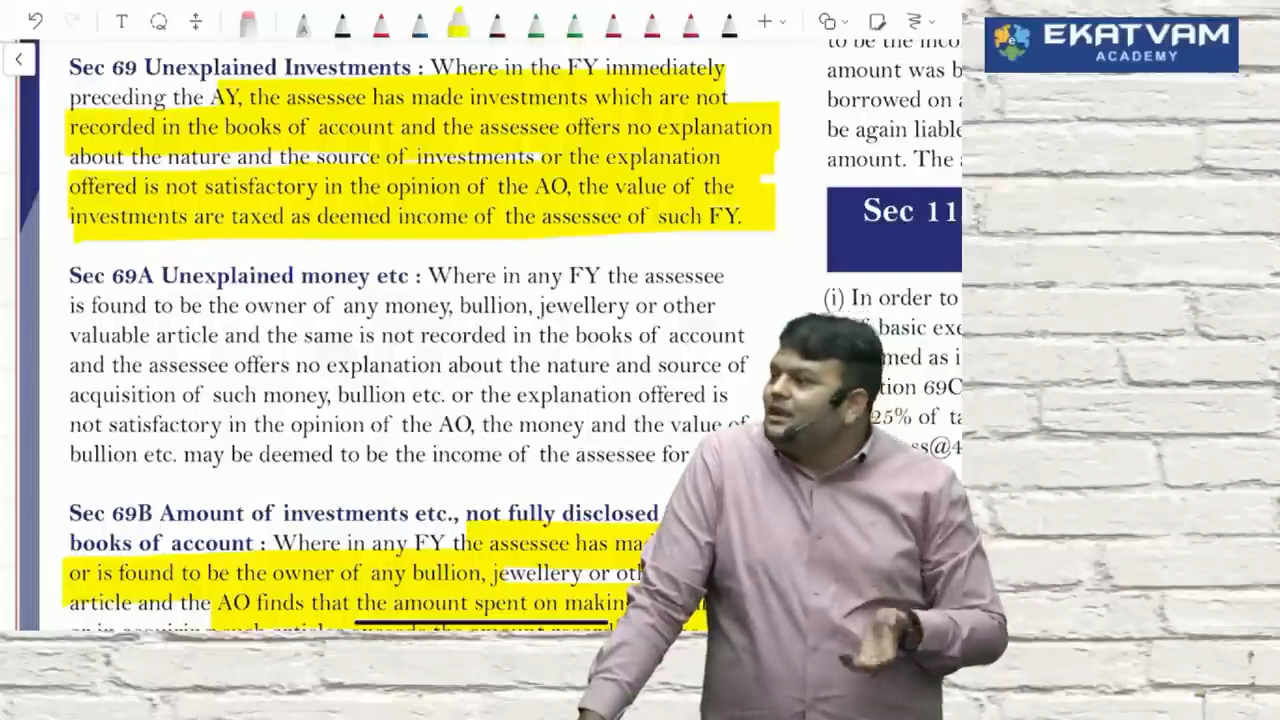 EKATVAM
ACADEMY
Sec 69 Unexplained Investments : Where in the FY immediately
preceding the AY, the assessee has made investments which are not
recorded in the books of account and the assessee offers no explanation
about the nature and the source of investments or the explanation
offered is not satisfactory in the opinion of the AO, the value of the
investments are taxed as deemed income of the assessee of such FY.
Sec 69A Unexplained money etc : Where in any FY the assessee
is found to be the owner of any money, bullion, jewellery or other
valuable article and the same is not recorded in the books of account
and the assessee offers no explanation about the nature and source of
acquisition of such money, bullion etc. or the explanation offered is
not satisfactory in the opinion of the AO, the money and the value of
bullion etc. may be deemed to be the income of the assessee for
Sec 69B Amount of investments etc., not fully disclosed
books of account : Where in any FY the assessee has
or is found to be the owner of any bullion, jewellery or
article and the AO finds that the amount spent on
to be the
amount was
borrowed on
be again liable
amount. The
Sec 11
(i) In order to
of basic
69C
25% of